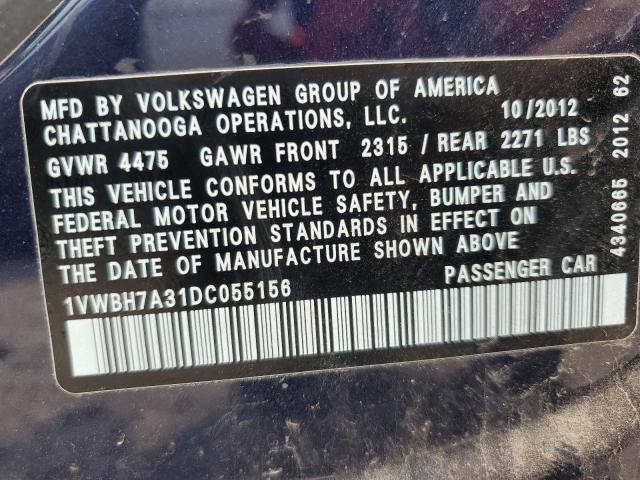 MFD BY VOLKSWAGEN GROUP OF AMERICA
CHATTANOOGA OPERATIONS, LLC. 10/2012
GVWR 4475 GAWR FRONT 2315 / REAR 2271 LBS
THIS VEHICLE CONFORMS TO ALL APPLICABLE U.S.
FEDERAL MOTOR VEHICLE SAFETY, BUMPER AND
THEFT PREVENTION STANDARDS IN EFFECT ON
THE DATE OF MANUFACTURE SHOWN ABOVE
1VWBH7A31DC055156 PASSENGER CAR
4340665 2012 62